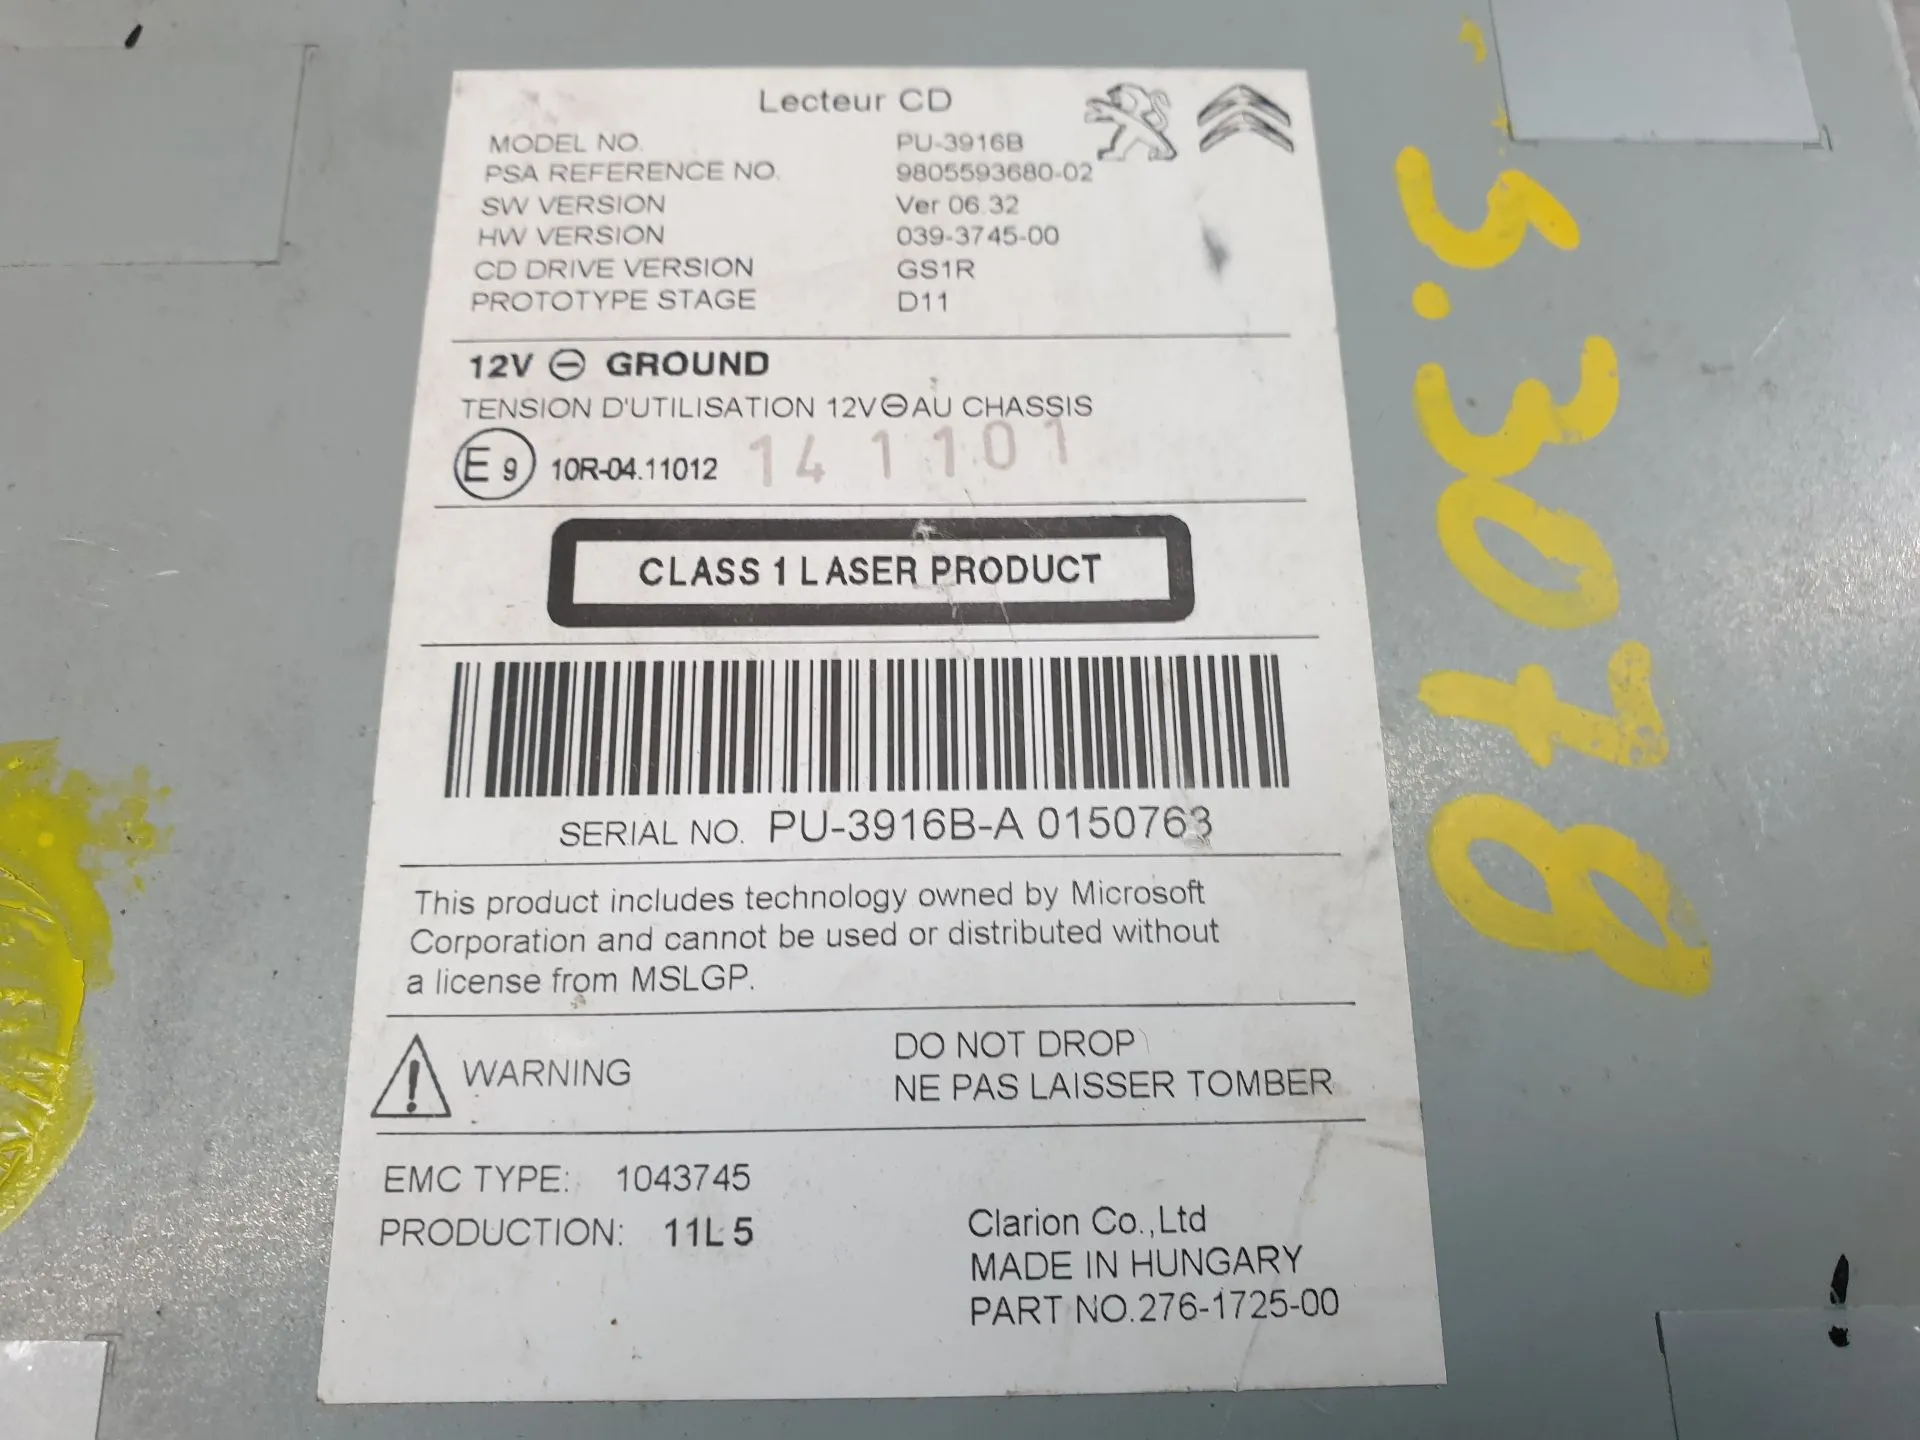 Lecteur CD
MODEL NO. PU-3916B
PSA REFERENCE NO. 9805593680-02
SW VERSION Ver 06.32
HW VERSION 039-3745-00
CD DRIVE VERSION GS1R
PROTOTYPE STAGE D11
12V ⊖ GROUND
TENSION D'UTILISATION 12V⊖AU CHASSIS
E9 10R-04.11012 141101
CLASS 1 LASER PRODUCT
SERIAL NO. PU-3916B-A 0150763
This product includes technology owned by Microsoft
Corporation and cannot be used or distributed without
a license from MSLGP.
WARNING DO NOT DROP
NE PAS LAISSER TOMBER
EMC TYPE: 1043745
PRODUCTION: 11L5
Clarion Co.,Ltd
MADE IN HUNGARY
PART NO.276-1725-00
5.3078